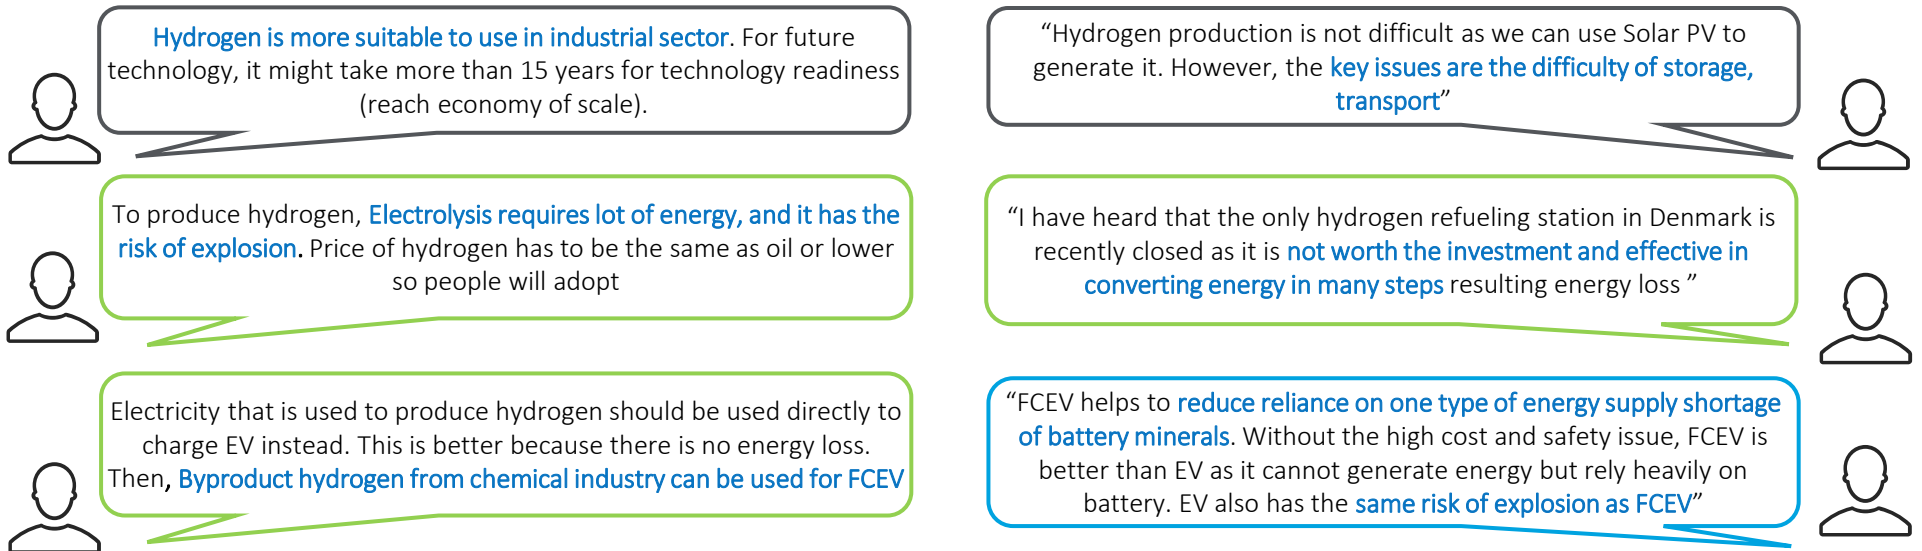 Hydrogen is more suitable to use in industrial sector. For future
technology, it might take more than 15 years for technology readiness
(reach economy of scale).
“Hydrogen production is not difficult as we can use Solar PV to
generate it. However, the key issues are the difficulty of storage,
transport”
To produce hydrogen, Electrolysis requires lot of energy, and it has the
risk of explosion. Price of hydrogen has to be the same as oil or lower
so people will adopt
“I have heard that the only hydrogen refueling station in Denmark is
recently closed as it is not worth the investment and effective in
converting energy in many steps resulting energy loss ”
Electricity that is used to produce hydrogen should be used directly to
charge EV instead. This is better because there is no energy loss.
Then, Byproduct hydrogen from chemical industry can be used for FCEV
“FCEV helps to reduce reliance on one type of energy supply shortage
of battery minerals. Without the high cost and safety issue, FCEV is
better than EV as it cannot generate energy but rely heavily on
battery. EV also has the same risk of explosion as FCEV”